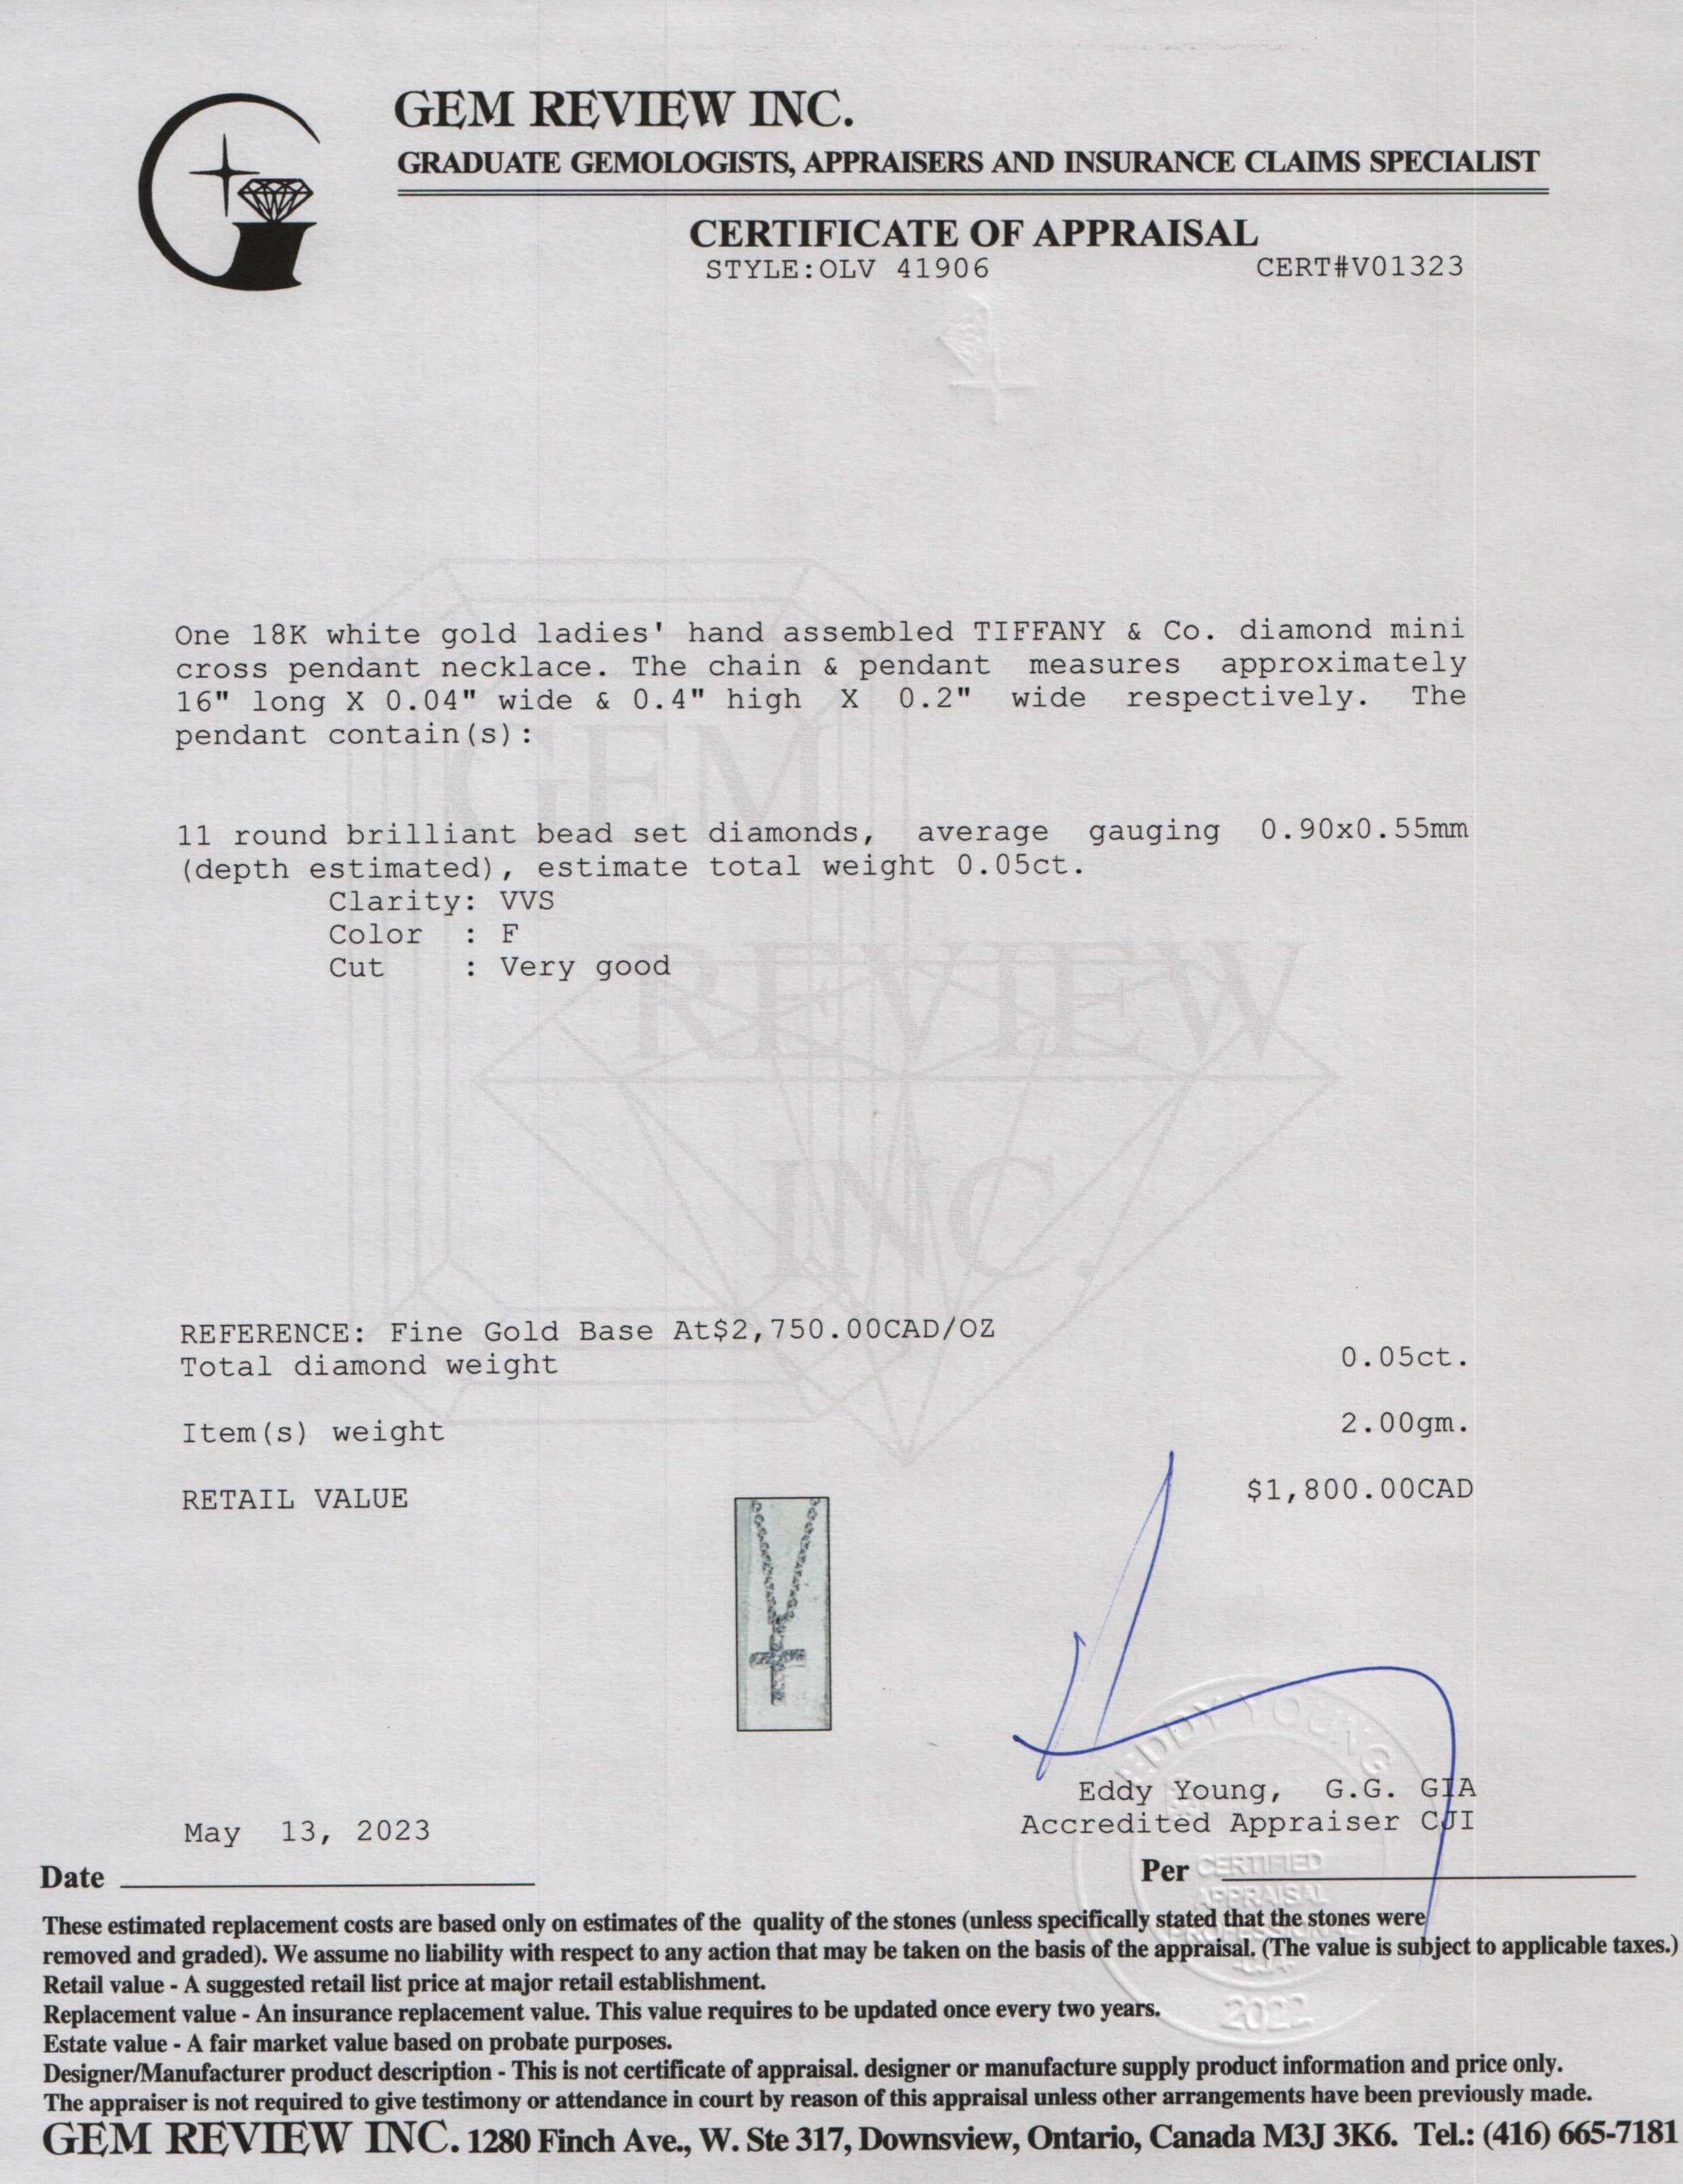 GEM REVIEW INC.
GRADUATE GEMOLOGISTS, APPRAISERS AND INSURANCE CLAIMS SPECIALIST
CERTIFICATE OF APPRAISAL
STYLE:OLV 41906 CERT#V01323
One 18K white gold ladies' hand assembled TIFFANY & Co. diamond mini
cross pendant necklace. The chain & pendant measures approximately
16" long X 0.04" wide & 0.4" high X 0.2" wide respectively. The
pendant contain(s):
GEM
11 round brilliant bead set diamonds, average gauging 0.90x0.55mm
(depth estimated), estimate total weight 0.05ct.
Clarity: VVS
Color : F
Cut : Very good
REVIEW
INC.
REFERENCE: Fine Gold Base At$2,750.00CAD/OZ
Total diamond weight 0.05ct.
Item(s) weight 2.00gm.
RETAIL VALUE $1,800.00CAD
EDDY YOUNG
Eddy Young, G.G. GIA
Accredited Appraiser CJI
May 13, 2023
Date
Per
CERTIFIED
APPRAISAL
PROFESSIONAL
2022
These estimated replacement costs are based only on estimates of the quality of the stones (unless specifically stated that the stones were
removed and graded). We assume no liability with respect to any action that may be taken on the basis of the appraisal. (The value is subject to applicable taxes.)
Retail value - A suggested retail list price at major retail establishment.
Replacement value - An insurance replacement value. This value requires to be updated once every two years.
Estate value - A fair market value based on probate purposes.
Designer/Manufacturer product description - This is not certificate of appraisal. designer or manufacture supply product information and price only.
The appraiser is not required to give testimony or attendance in court by reason of this appraisal unless other arrangements have been previously made.
GEM REVIEW INC. 1280 Finch Ave., W. Ste 317, Downsview, Ontario, Canada M3J 3K6. Tel.: (416) 665-7181